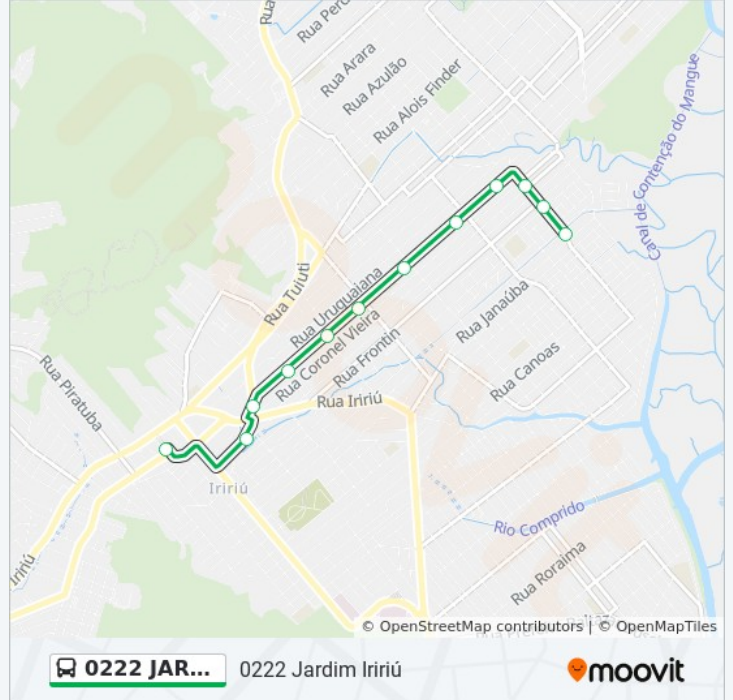 Rua
Rua Arara
Rua Azulão
Rua Alois Finder
Canal de Contenção do Mangue
Rua Tuiuti
Rua Uruguaiana
Rua Coronel Vieira
Rua Frontin
Rua Janaúba
Rua Canoas
Rua Piratuba
Rua Iririú
Iririú
Rio Comprido
Iririú
Rua Roraima
© OpenStreetMap contributors | © OpenMapTiles
0222 JAR...
0222 Jardim Iririú
moovit